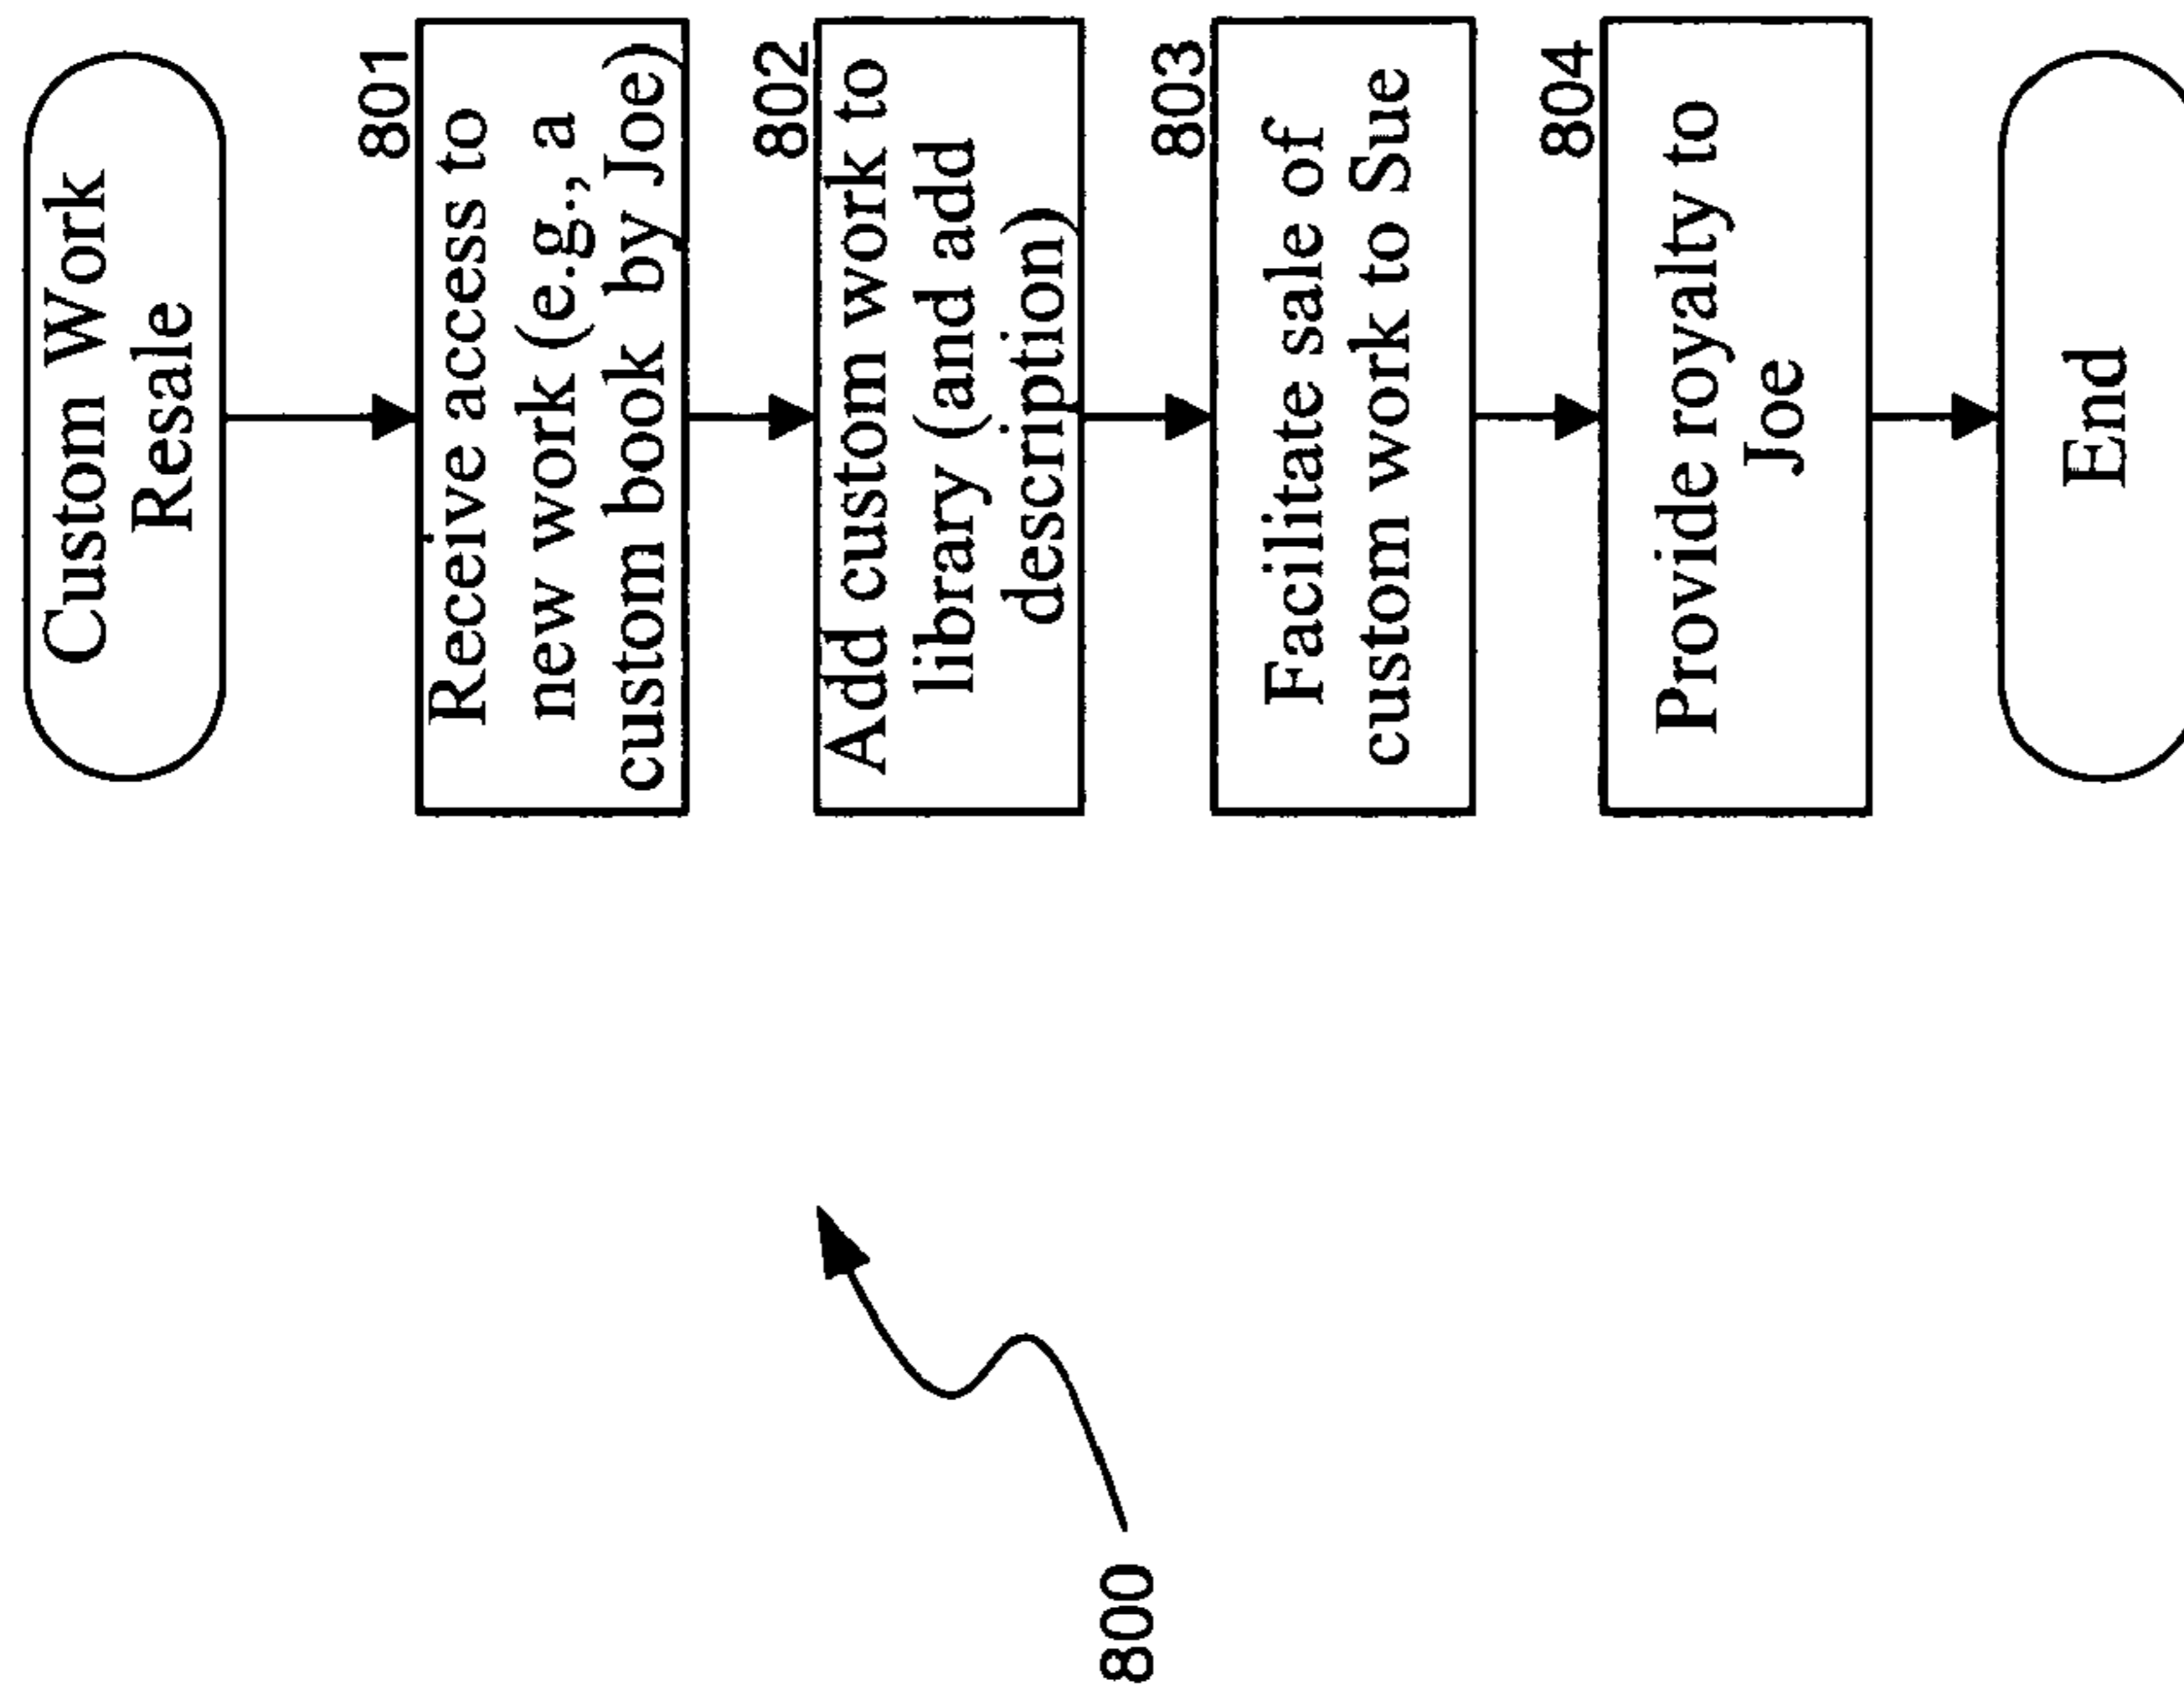 Custom Work
Resale
801
Receive access to
new work (e.g., a
custom book by Joe)
802
Add custom work to
library (and add
description)
803
Facilitate sale of
custom work to Sue
804
Provide royalty to
Joe
End
800